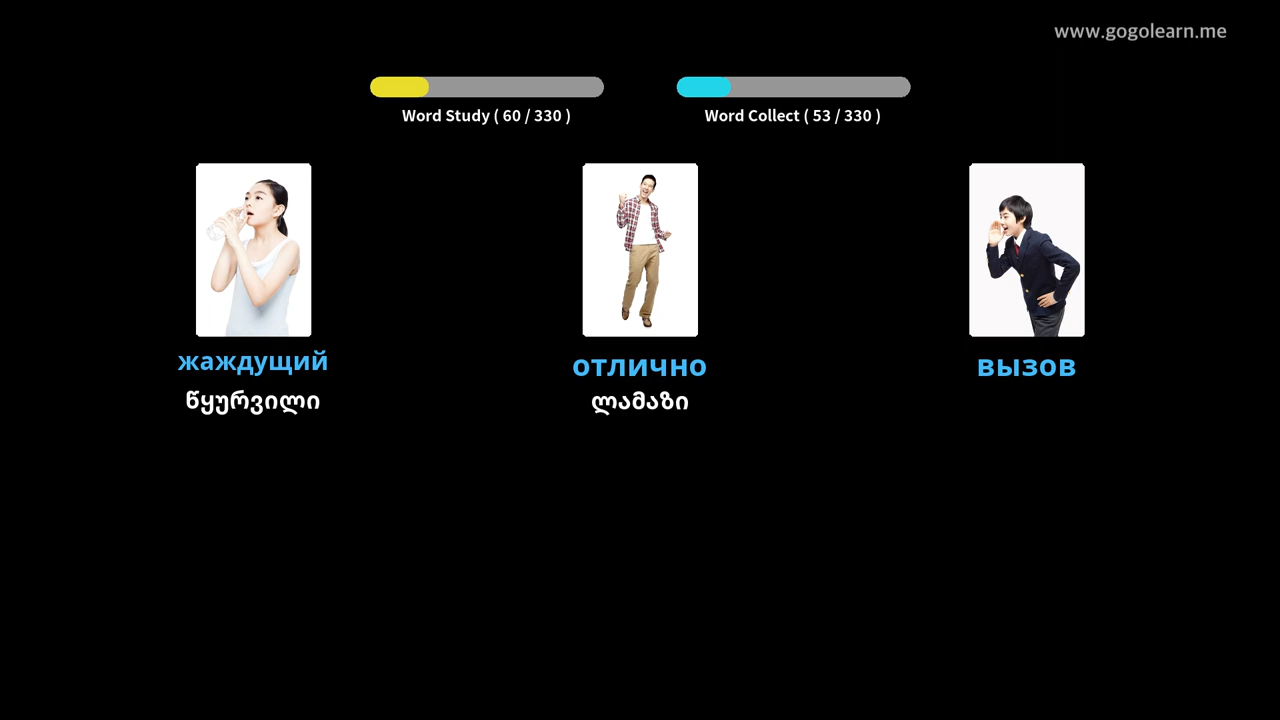 www.gogolearn.me
Word Study ( 60 / 330 )
Word Collect ( 53 / 330 )
жаждущий
отлично
вызов
წყურვილი
ლამაზი